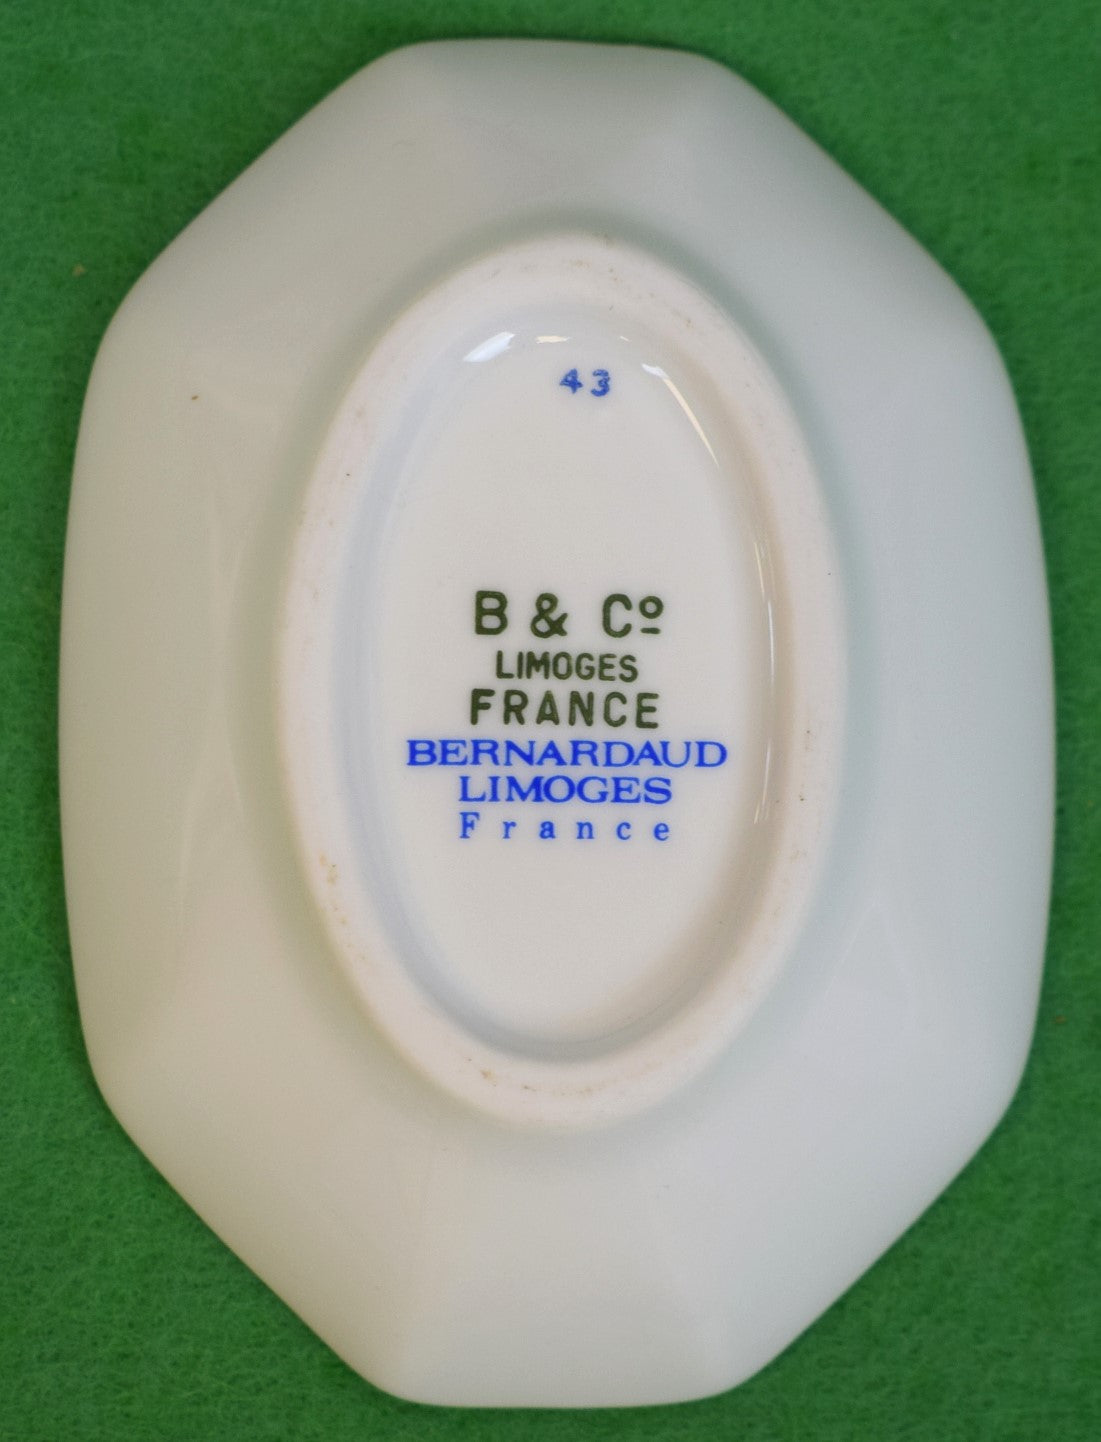 43
B & Cº
LIMOGES
FRANCE
BERNARDAUD
LIMOGES
France